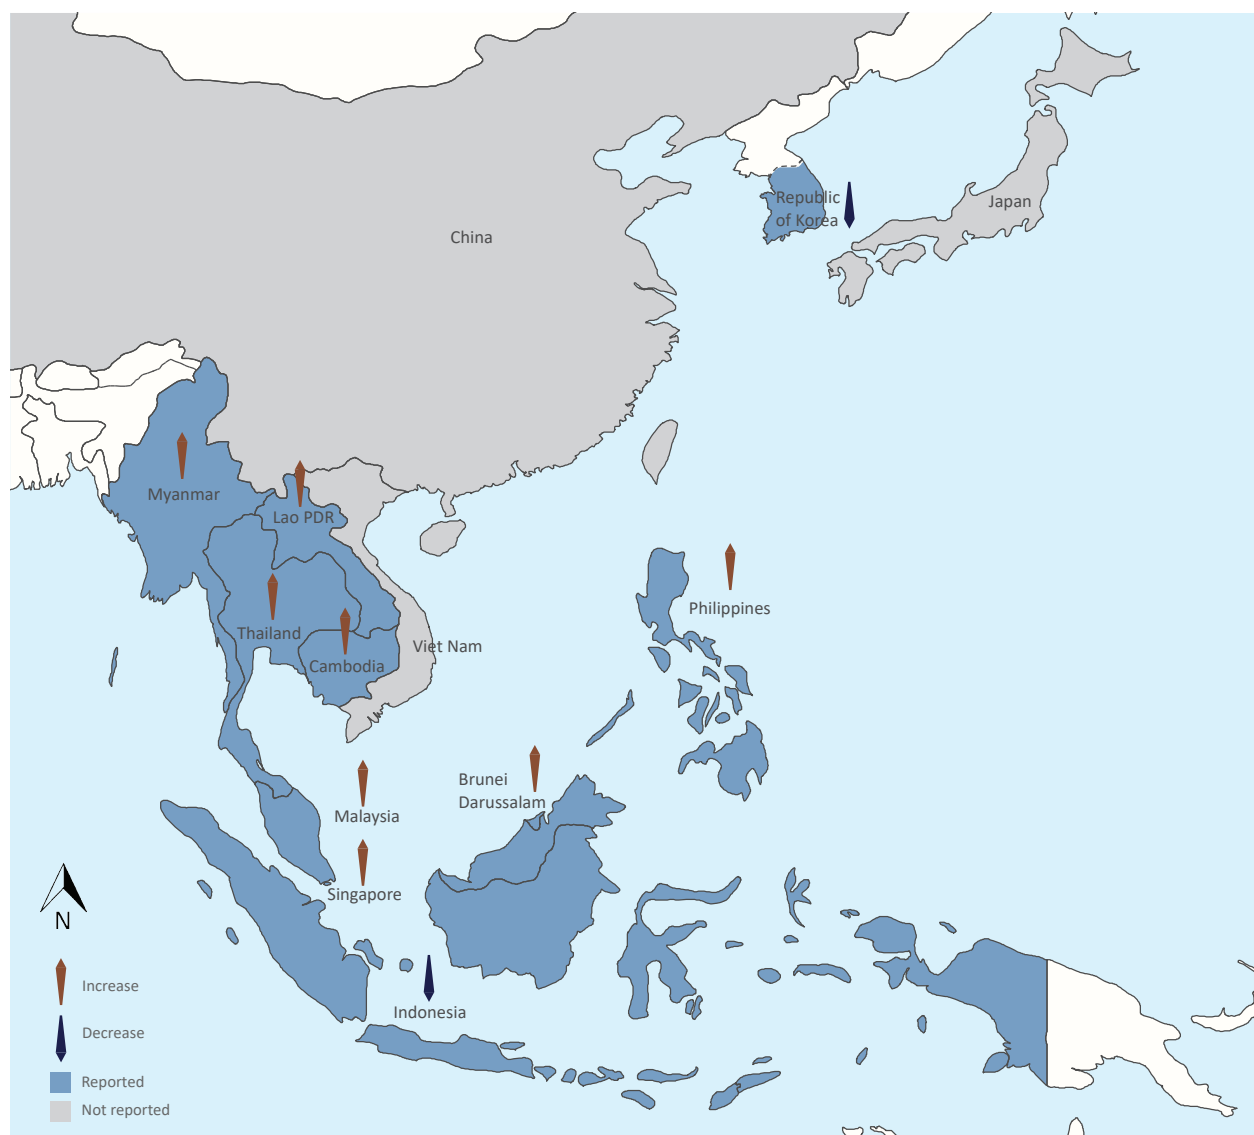 Republic
of Korea
Japan
China
Myanmar
Lao PDR
Philippines
Thailand
Viet Nam
Cambodia
Brunei
Darussalam
Malaysia
Singapore
Indonesia
N
Increase
Decrease
Reported
Not reported